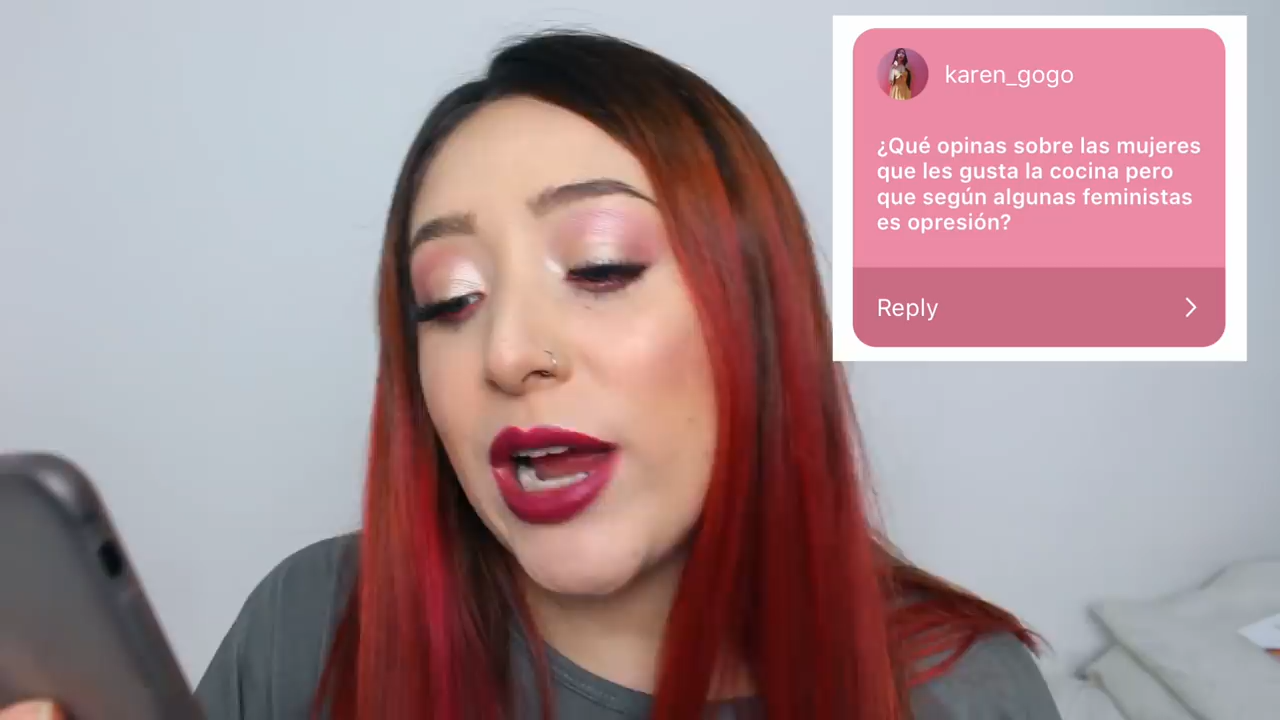 karen_gogo
¿Qué opinas sobre las mujeres
que les gusta la cocina pero
que según algunas feministas
es opresión?
Reply